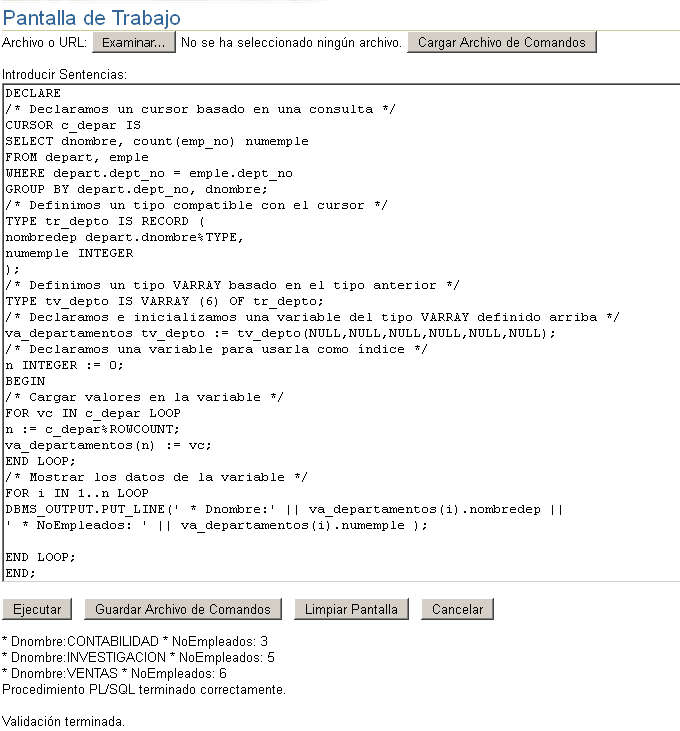 Pantalla de Trabajo
Archivo o URL: Examinar... No se ha seleccionado ningún archivo. Cargar Archivo de Comandos
Introducir Sentencias:
DECLARE
/* Declaramos un cursor basado en una consulta */
CURSOR c_depar IS
SELECT dnombre, count(emp_no) numemple
FROM depart, emple
WHERE depart.dept_no = emple.dept_no
GROUP BY depart.dept_no, dnombre;
/* Definimos un tipo compatible con el cursor */
TYPE tr_depto IS RECORD (
nombredep depart.dnombre%TYPE,
numemple INTEGER
);
/* Definimos un tipo VARRAY basado en el tipo anterior */
TYPE tv_depto IS VARRAY (6) OF tr_depto;
/* Declaramos e inicializamos una variable del tipo VARRAY definido arriba */
va_departamentos tv_depto := tv_depto(NULL,NULL,NULL,NULL,NULL,NULL);
/* Declaramos una variable para usarla como índice */
n INTEGER := 0;
BEGIN
/* Cargar valores en la variable */
FOR vc IN c_depar LOOP
n := c_depar%ROWCOUNT;
va_departamentos(n) := vc;
END LOOP;
/* Mostrar los datos de la variable */
FOR i IN 1..n LOOP
DBMS_OUTPUT.PUT_LINE(' * Dnombre:' || va_departamentos(i).nombredep ||
' * NoEmpleados: ' || va_departamentos(i).numemple );
END LOOP;
END;
Ejecutar Guardar Archivo de Comandos Limpiar Pantalla Cancelar
* Dnombre:CONTABILIDAD * NoEmpleados: 3
* Dnombre:INVESTIGACION * NoEmpleados: 5
* Dnombre:VENTAS * NoEmpleados: 6
Procedimiento PL/SQL terminado correctamente.
Validación terminada.